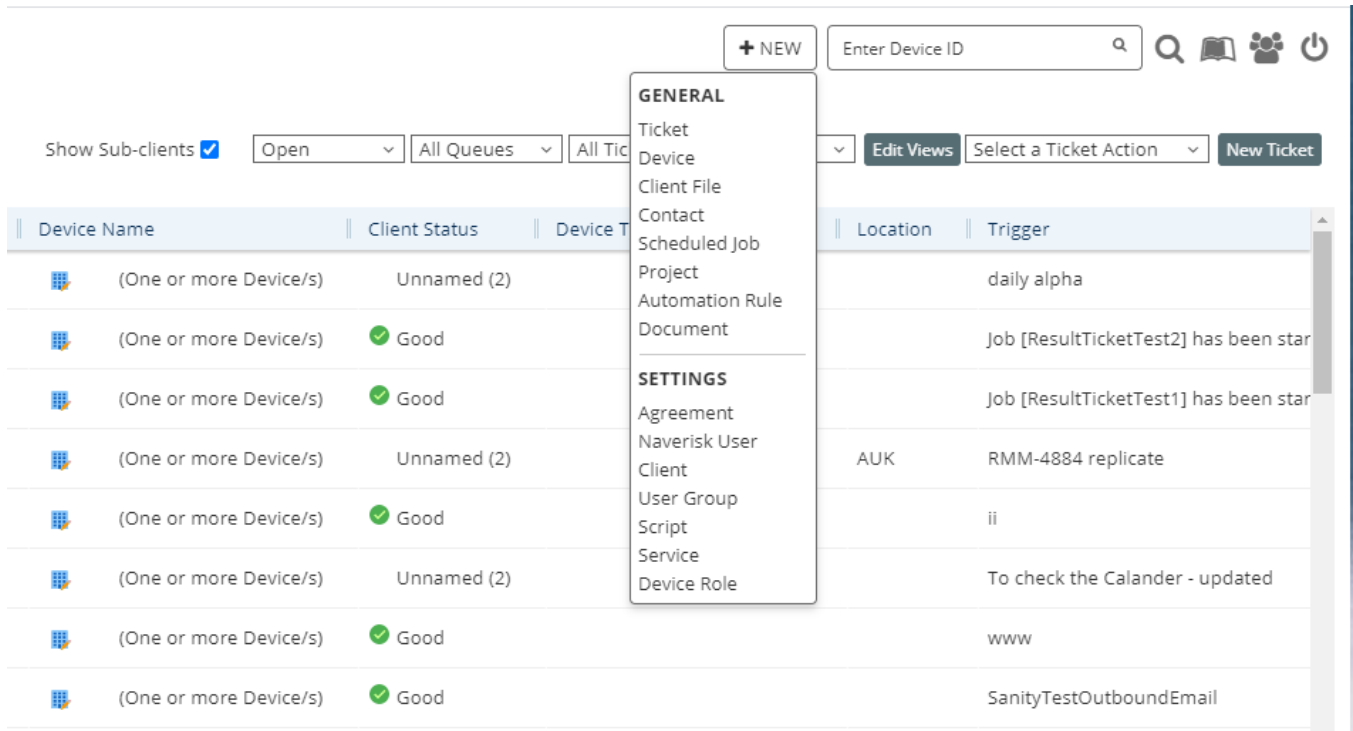 NEW
Enter Device ID
GENERAL
Ticket
Device
Client File
Contact
Scheduled Job
Project
Automation Rule
Document
SETTINGS
Agreement
Naverisk User
Client
User Group
Script
Service
Device Role
Show Sub-clients Open All Queues All Tic Edit Views Select a Ticket Action New Ticket
Device Name Client Status Device T Location Trigger
(One or more Device/s) Unnamed (2) daily alpha
(One or more Device/s) Good Job [ResultTicketTest2] has been star
(One or more Device/s) Good Job [ResultTicketTest1] has been star
(One or more Device/s) Unnamed (2) AUK RMM-4884 replicate
(One or more Device/s) Good ii
(One or more Device/s) Unnamed (2) To check the Calander - updated
(One or more Device/s) Good www
(One or more Device/s) Good SanityTestOutboundEmail